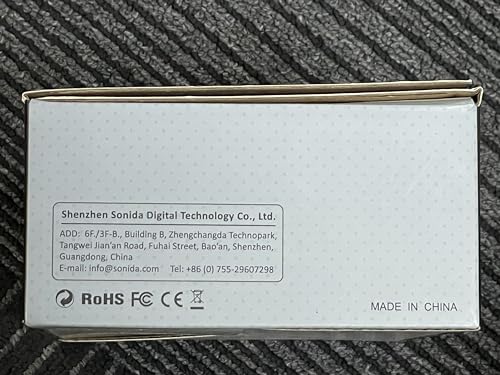 Shenzhen Sonida Digital Technology Co., Ltd.
ADD: 6F./3F-B., Building B, Zhengchangda Technopark,
Tangwei Jian'an Road, Fuhai Street, Bao'an, Shenzhen,
Guangdong, China
E-mail: info@sonida.com Tel: +86 (0) 755-29607298
RoHS FC CE
MADE IN CHINA